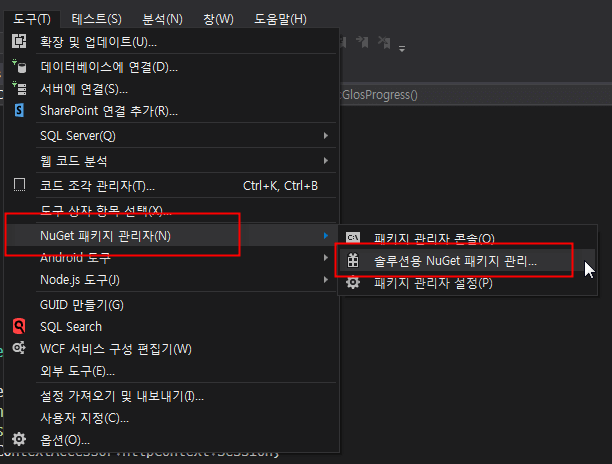 도구(T) 테스트(S) 분석(N) 창(W) 도움말(H)
확장 및 업데이트(U)...
데이터베이스에 연결(D)...
서버에 연결(S)...
GlosProgress()
SharePoint 연결 추가(R)...
SQL Server(Q)
웹 코드 분석
코드 조각 관리자(T)... Ctrl+K, Ctrl+B
도구 상자 항목 선택(X)...
NuGet 패키지 관리자(N)
패키지 관리자 콘솔(O)
Android 도구
솔루션용 NuGet 패키지 관리...
Node.js 도구(J)
패키지 관리자 설정(P)
GUID 만들기(G)
SQL Search
WCF 서비스 구성 편집기(W)
외부 도구(E)...
설정 가져오기 및 내보내기(I)...
사용자 지정(C)...
옵션(O)...